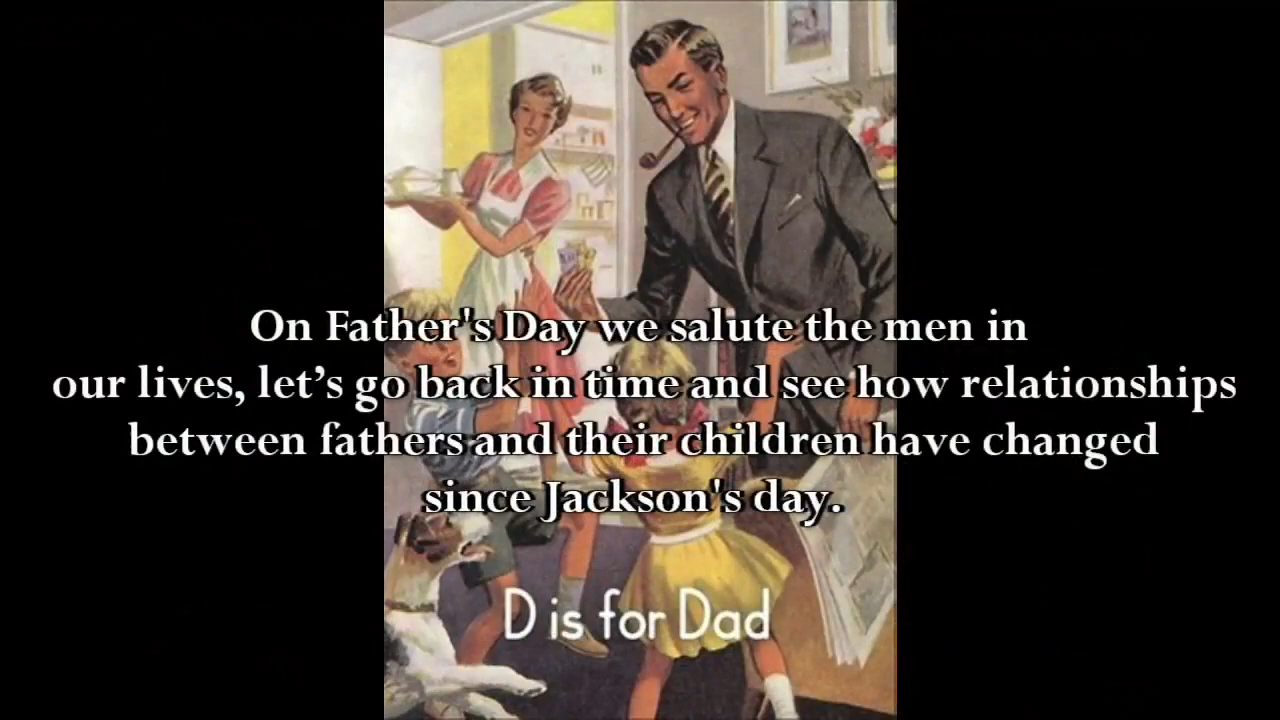 On Father's Day we salute the men in
our lives, let’s go back in time and see how relationships
between fathers and their children have changed
since Jackson's day.
D is for Dad